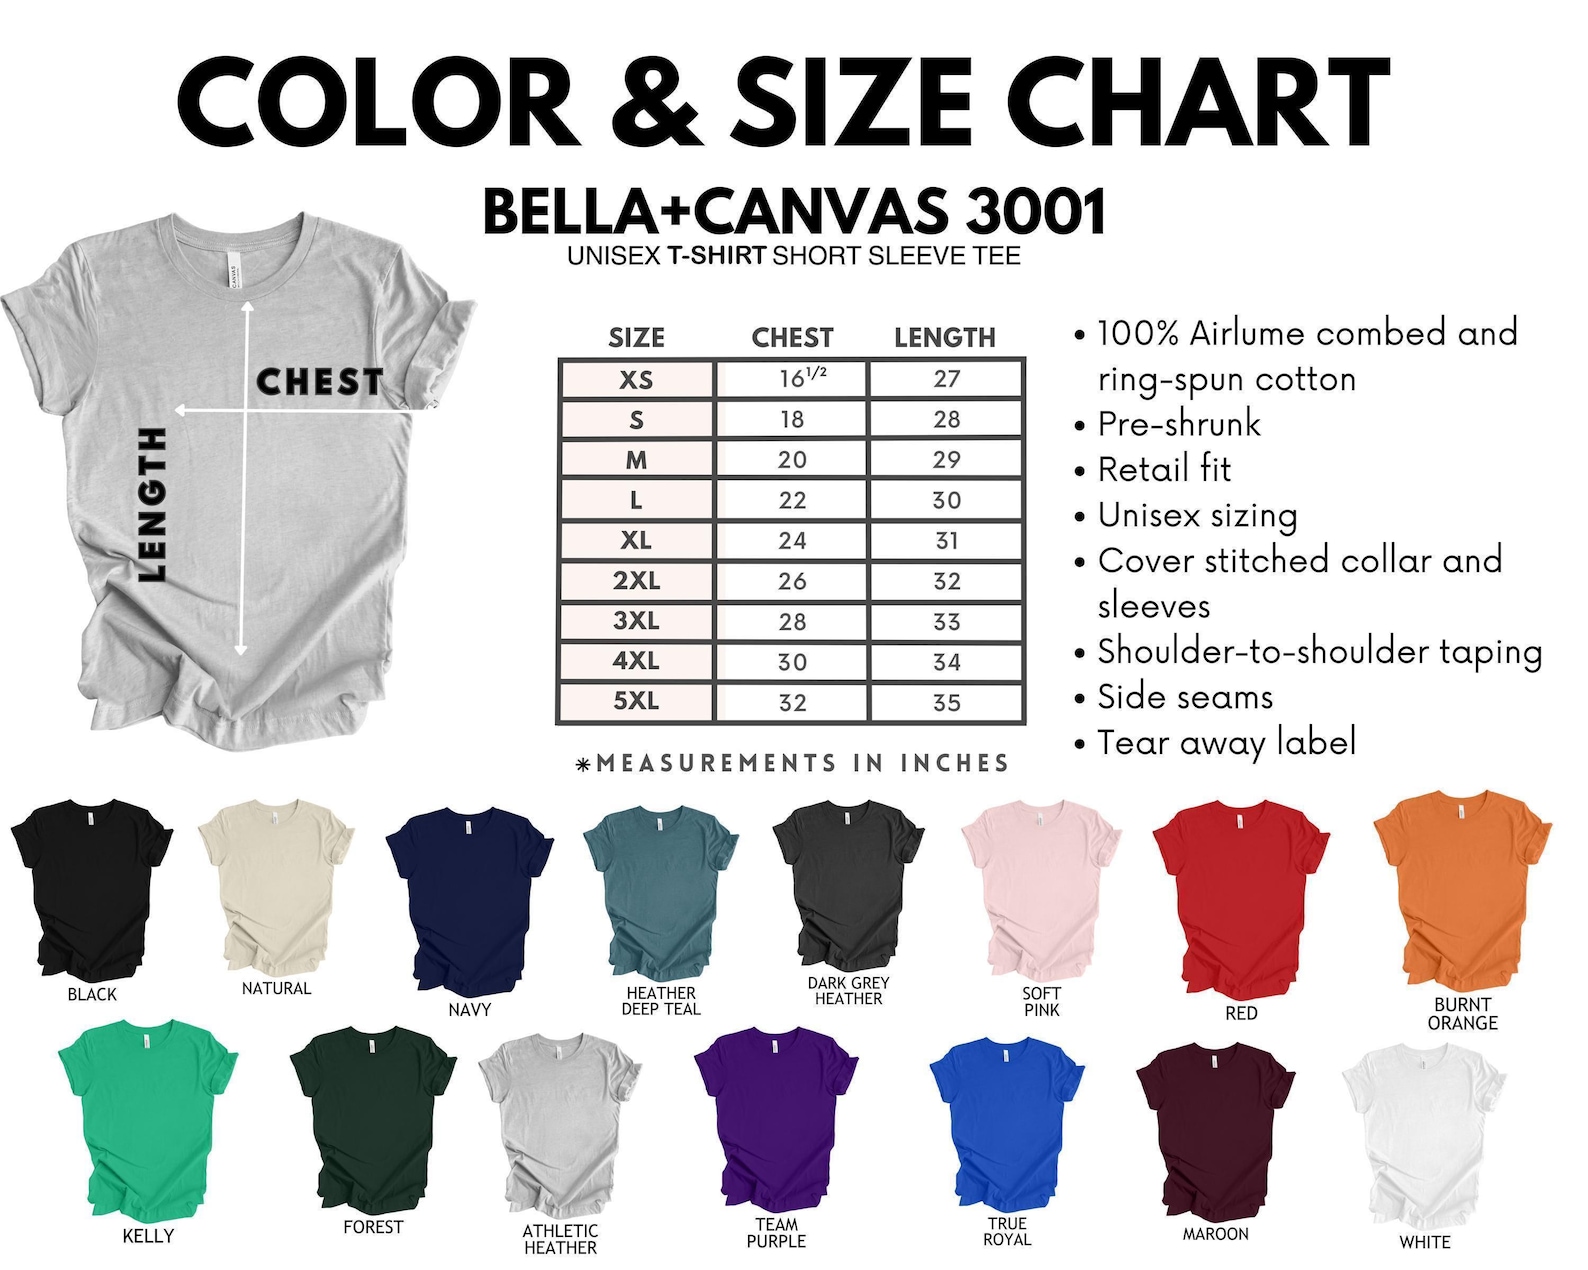 COLOR & SIZE CHART
BELLA+CANVAS 3001
UNISEX T-SHIRT SHORT SLEEVE TEE
CANVAS
CHEST
LENGTH
SIZE CHEST LENGTH
XS 16 1/2 27
S 18 28
M 20 29
L 22 30
XL 24 31
2XL 26 32
3XL 28 33
4XL 30 34
5XL 32 35
*MEASUREMENTS IN INCHES
• 100% Airlume combed and
ring-spun cotton
• Pre-shrunk
• Retail fit
• Unisex sizing
• Cover stitched collar and
sleeves
• Shoulder-to-shoulder taping
• Side seams
• Tear away label
BLACK
NATURAL
NAVY
HEATHER
DEEP TEAL
DARK GREY
HEATHER
SOFT
PINK
RED
BURNT
ORANGE
KELLY
FOREST
ATHLETIC
HEATHER
TEAM
PURPLE
TRUE
ROYAL
MAROON
WHITE